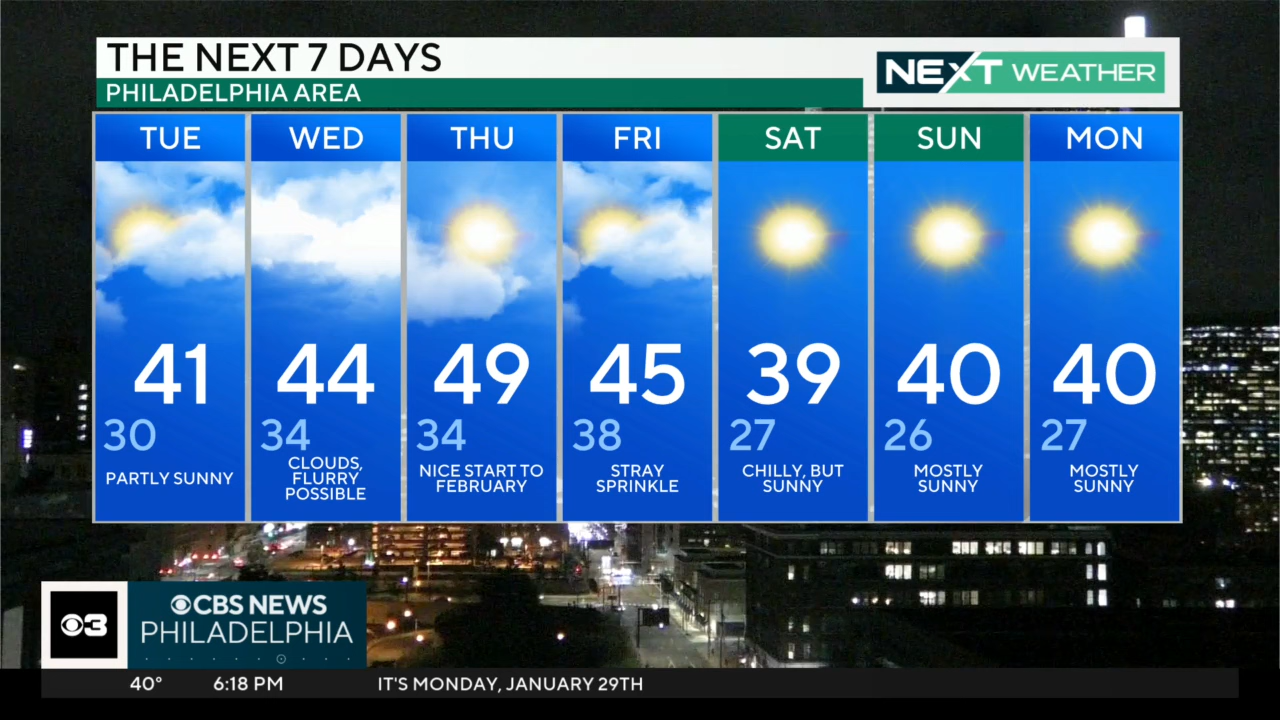 THE NEXT 7 DAYS
PHILADELPHIA AREA
NEXT WEATHER
TUE
41
30
PARTLY SUNNY
WED
44
34
CLOUDS,
FLURRY
POSSIBLE
THU
49
34
NICE START TO
FEBRUARY
FRI
45
38
STRAY
SPRINKLE
SAT
39
27
CHILLY, BUT
SUNNY
SUN
40
26
MOSTLY
SUNNY
MON
40
27
MOSTLY
SUNNY
3
CBS NEWS
PHILADELPHIA
40° 6:18 PM IT'S MONDAY, JANUARY 29TH